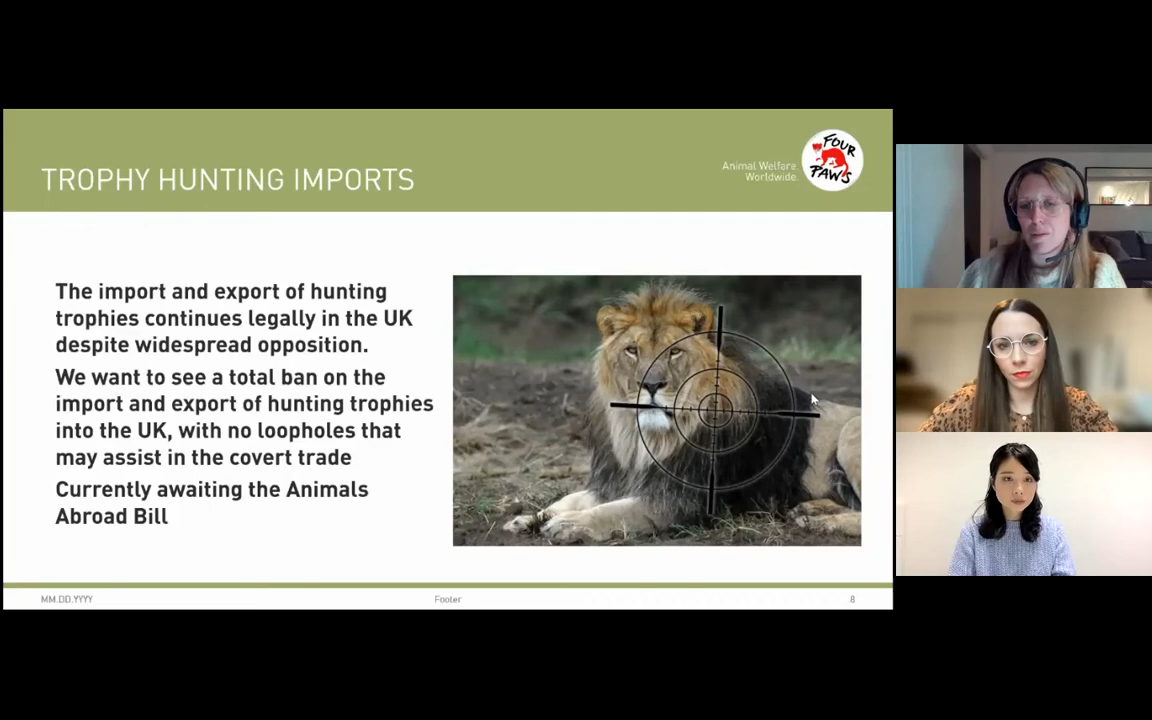 TROPHY HUNTING IMPORTS
Animal Welfare
Worldwide.
FOUR
PAWS
The import and export of hunting
trophies continues legally in the UK
despite widespread opposition.
We want to see a total ban on the
import and export of hunting trophies
into the UK, with no loopholes that
may assist in the covert trade
Currently awaiting the Animals
Abroad Bill
MM.DD.YYYY
Footer
8